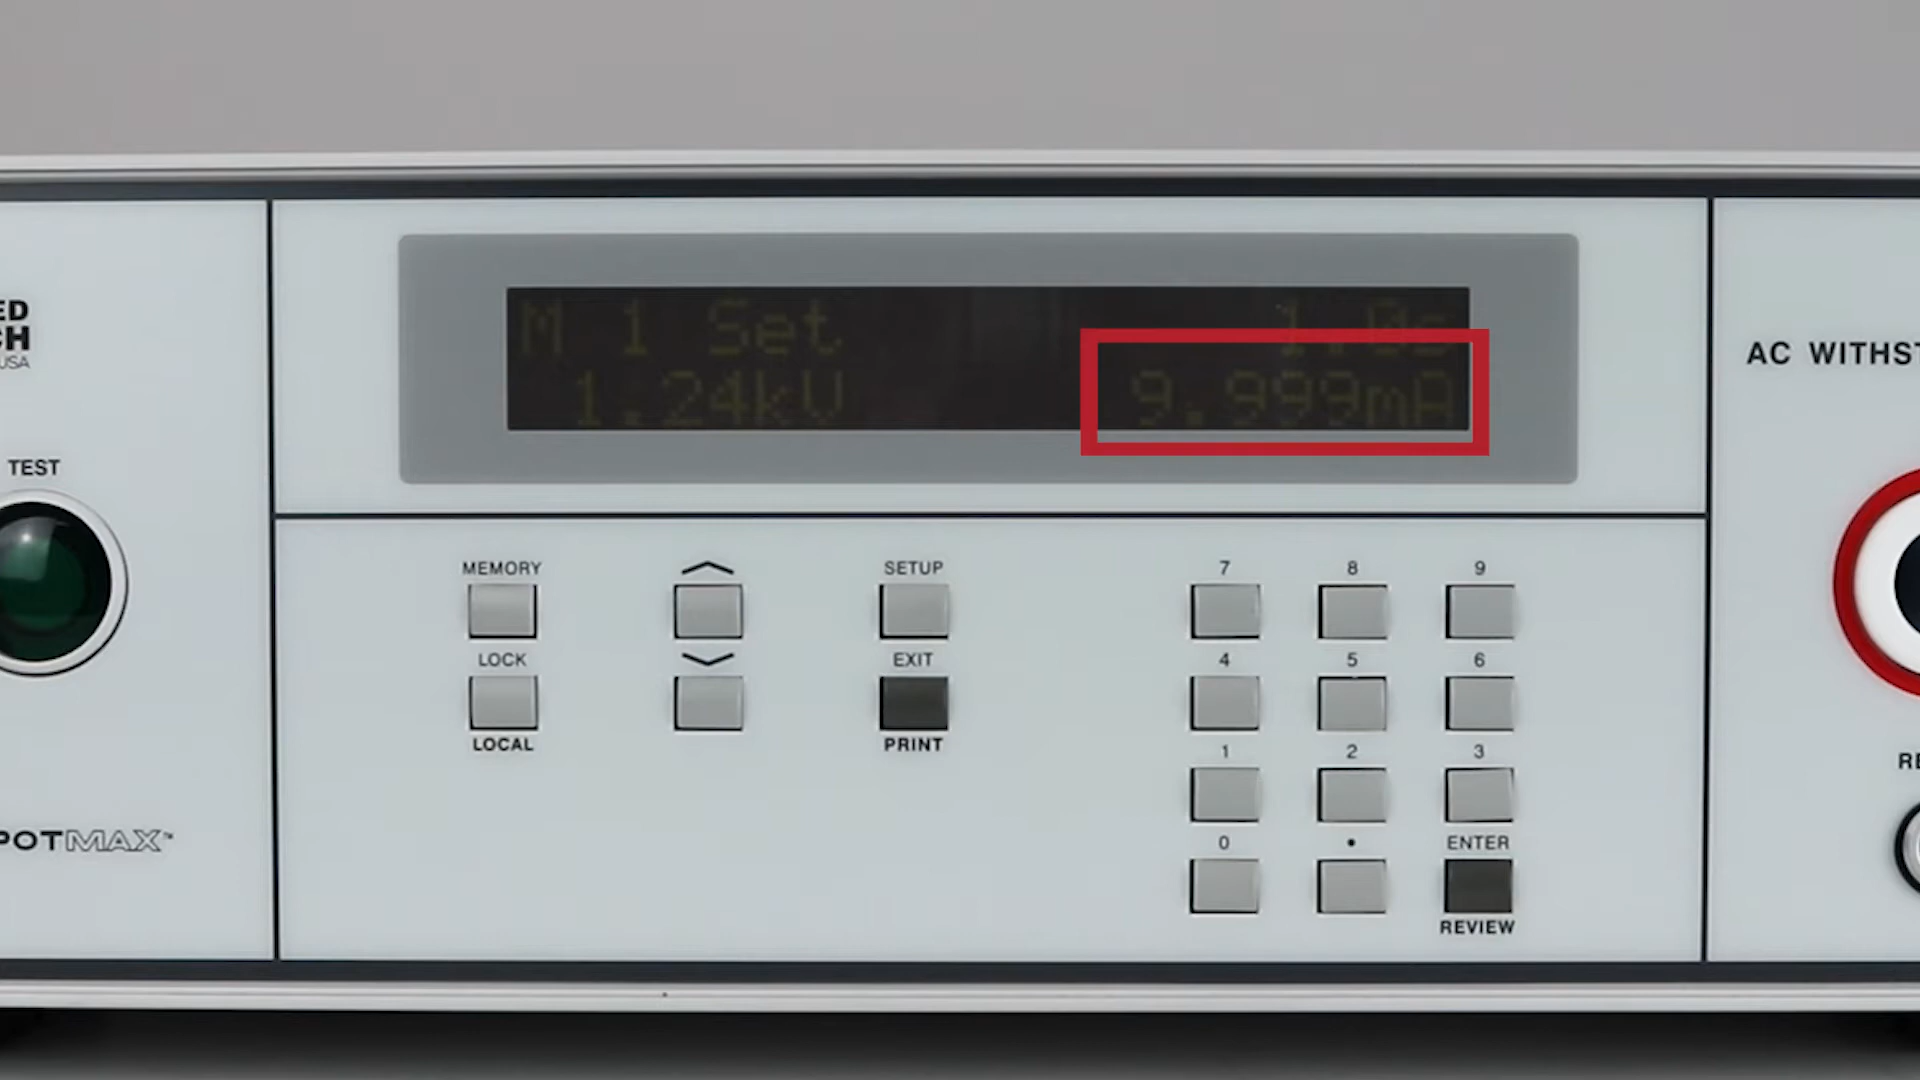 M 1 Set 1.0s
1.24kV 9.999mA
ED
CH
USA
TEST
POTMAX™
MEMORY
LOCK
LOCAL
SETUP
EXIT
PRINT
7 8 9
4 5 6
1 2 3
0 • ENTER
REVIEW
AC WITHST
RE